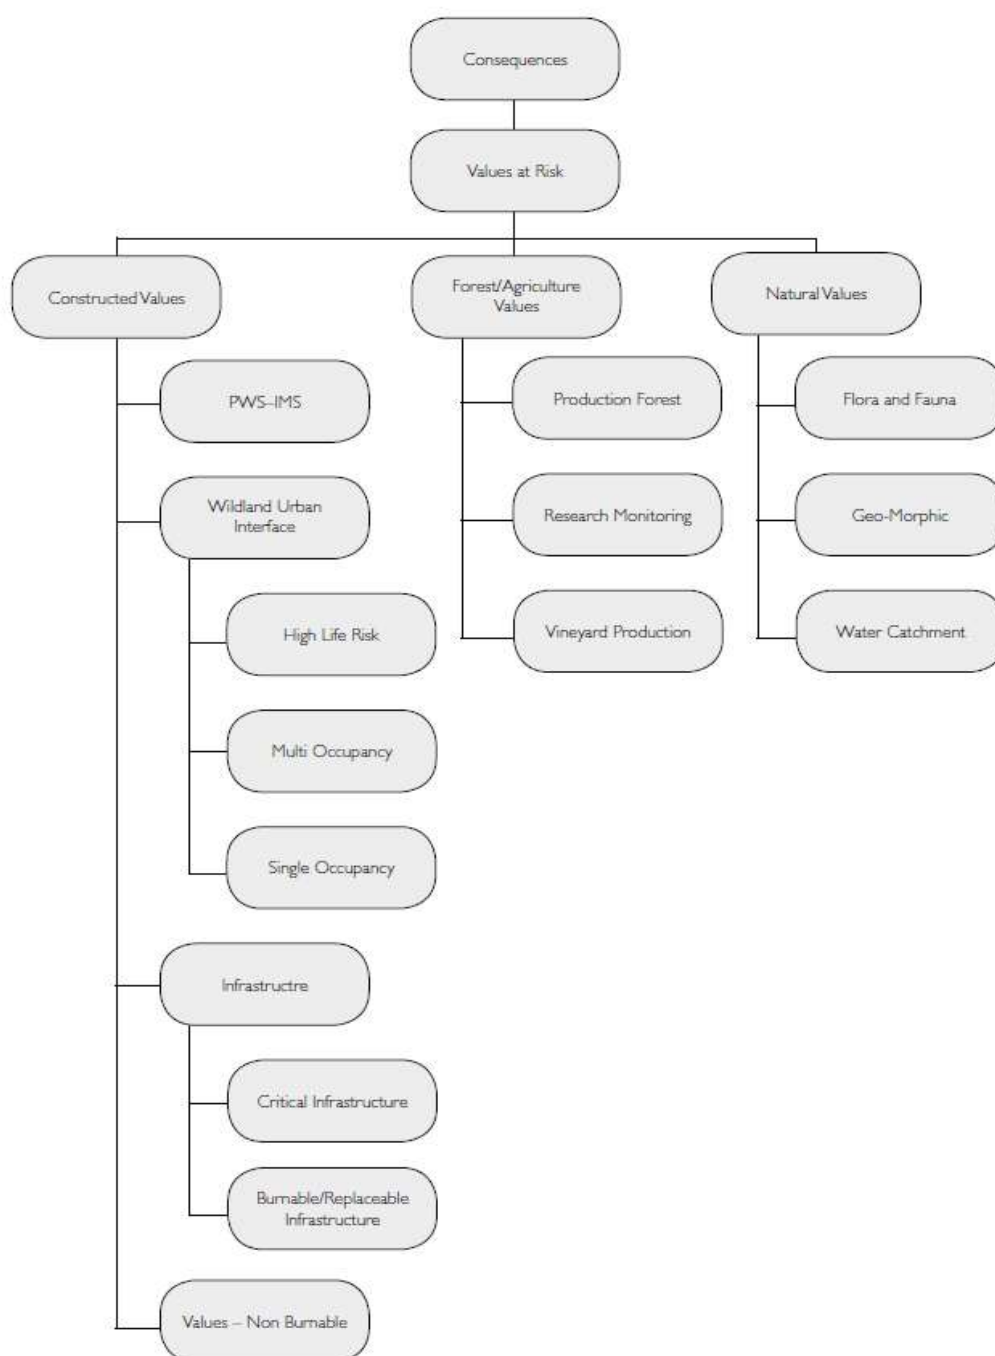 Consequences
Values at Risk
Constructed Values
Forest/Agriculture
Values
Natural Values
PWS–IMS
Production Forest
Flora and Fauna
Wildland Urban
Interface
Research Monitoring
Geo-Morphic
High Life Risk
Vineyard Production
Water Catchment
Multi Occupancy
Single Occupancy
Infrastructre
Critical Infrastructure
Burnable/Replaceable
Infrastructure
Values – Non Burnable